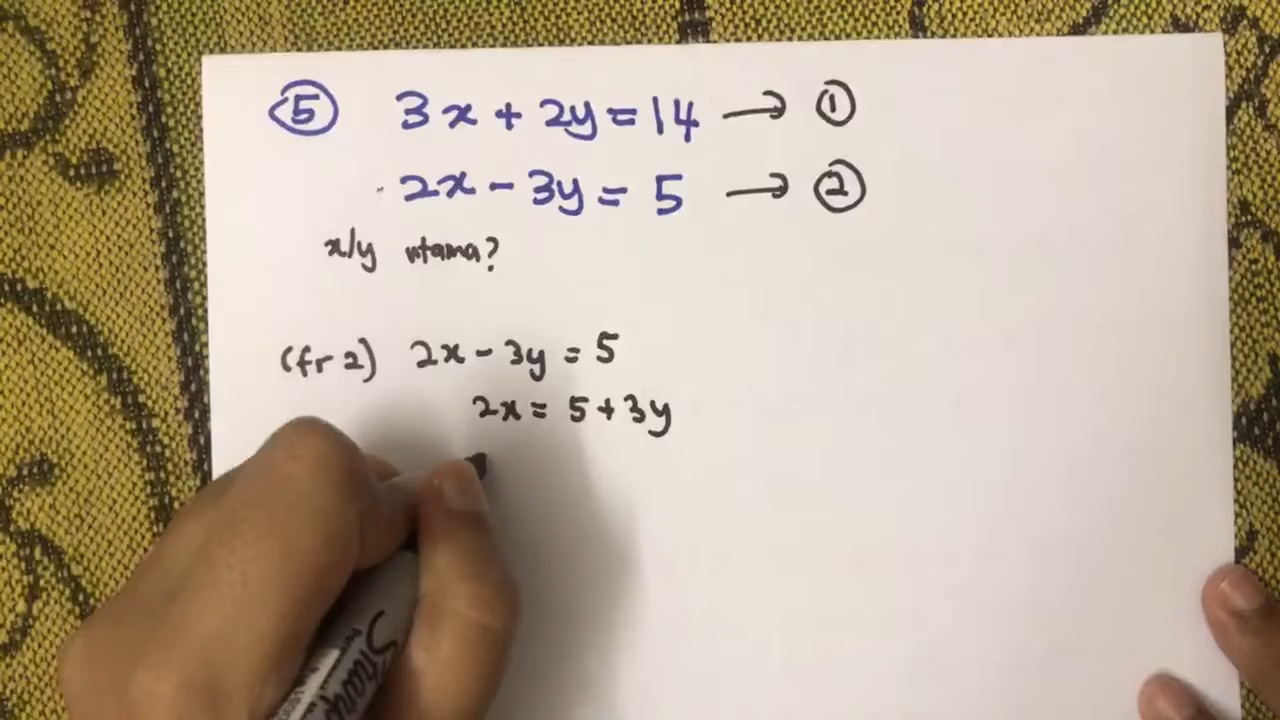 ⑤ 3x + 2y = 14 → ①
2x - 3y = 5 → ②
x/y utama?
(fr 2) 2x - 3y = 5
2x = 5 + 3y